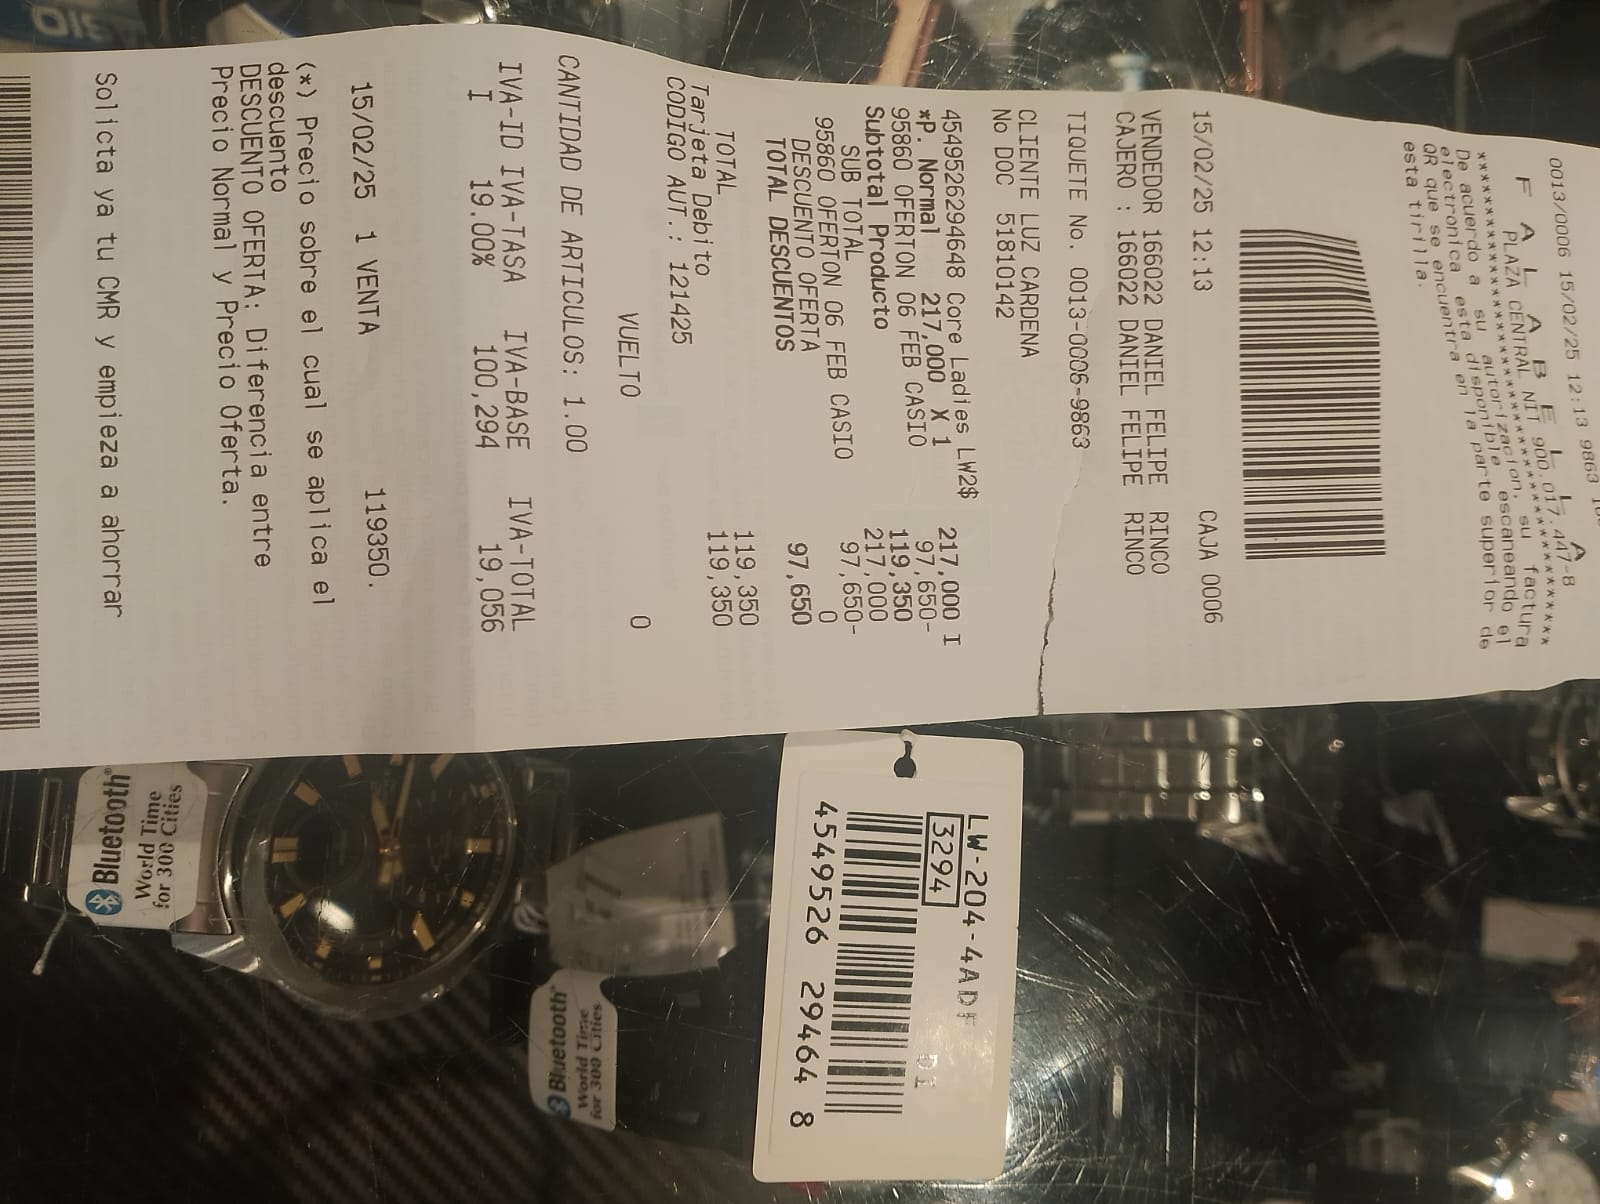 0013/0006 15/02/25 12:13 9863
F A L A B E L L A
PLAZA CENTRAL NIT 900.017.447-8
De acuerdo a su autorización, su factura
electronica esta disponible escaneando el
QR que se encuentra en la parte superior de
esta tirilla.
15/02/25 12:13 CAJA 0006
VENDEDOR 166022 DANIEL FELIPE RINCO
CAJERO : 166022 DANIEL FELIPE RINCO
TIQUETE No. 0013-0006-9863
CLIENTE LUZ CARDENA
No DOC 51810142
4549526294648 Core Ladies LW2$ 217,000 I
*P. Normal 217,000 X 1
95860 OFERTON 06 FEB CASIO 97,650-
Subtotal Producto 119,350
SUB TOTAL 217,000
95860 OFERTON 06 FEB CASIO 97,650-
DESCUENTO OFERTA 0
TOTAL DESCUENTOS 97,650
TOTAL 119,350
Tarjeta Debito 119,350
CODIGO AUT.: 121425
VUELTO 0
CANTIDAD DE ARTICULOS: 1.00
IVA-ID IVA-TASA IVA-BASE IVA-TOTAL
I 19.00% 100,294 19,056
15/02/25 1 VENTA 119350.
(*) Precio sobre el cual se aplica el
descuento
DESCUENTO OFERTA: Diferencia entre
Precio Normal y Precio Oferta.
Solicta ya tu CMR y empieza a ahorrar
LW-204-4AD
3294
DI
4549526 29464 8
Bluetooth®
World Time
for 300 Cities
Bluetooth®
World Time
for 300 Cities